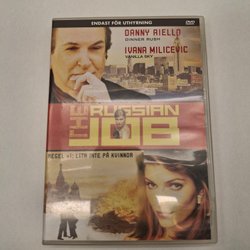 ENDAST FÖR UTHYRNING
DVD
DANNY AIELLO
DINNER RUSH
IVANA MILICEVIC
VANILLA SKY
THE RUSSIAN
JOB
REGEL #1: LITA INTE PÅ KVINNOR